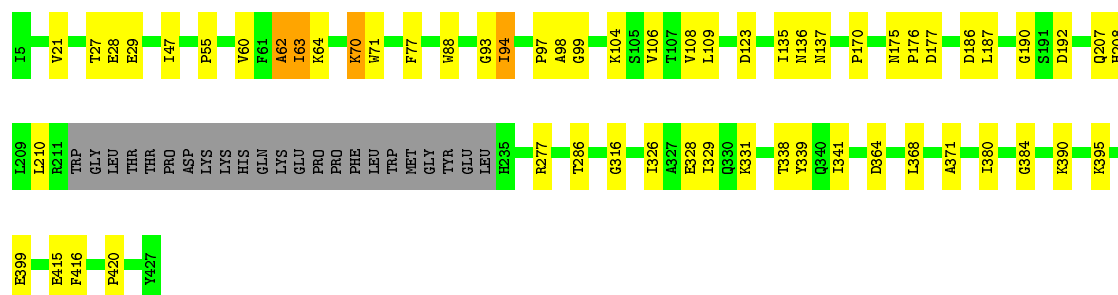 I5 V21 T27 E28 E29 I47 P55 V60 F61 A62 I63 K64 K70 W71 F77 W88 G93 I94 P97 A98 G99 K104 S105 V106 T107 V108 L109 D123 I135 N136 N137 P170 N175 P176 D177 D186 L187 G190 S191 D192 Q207 H208
L209 L210 R211 TRP GLY LEU THR THR PRO ASP LYS LYS HIS GLN LYS GLU PRO PRO PHE LEU TRP MET GLY TYR GLU LEU H235 R277 T286 G316 I326 A327 E328 I329 Q330 K331 T338 Y339 Q340 I341 D364 L368 A371 I380 G384 K390 K395
E399 E415 F416 P420 Y427